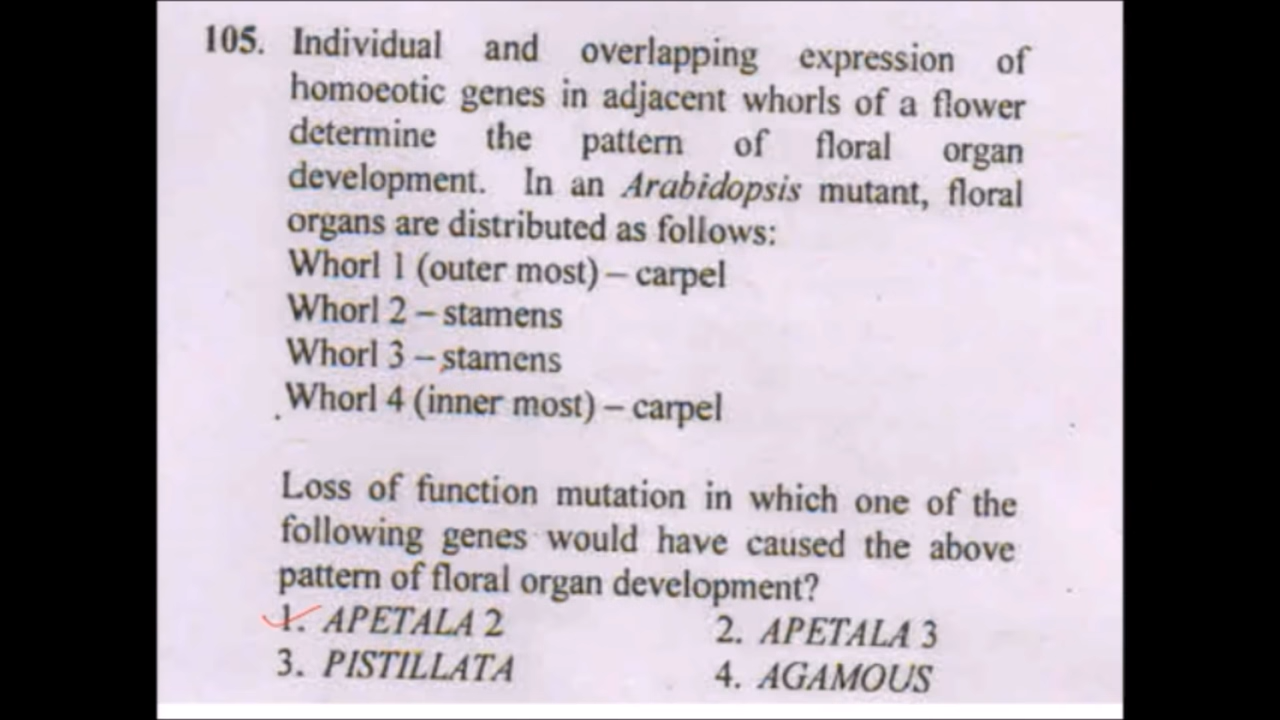 105. Individual and overlapping expression of
homoeotic genes in adjacent whorls of a flower
determine the pattern of floral organ
development. In an Arabidopsis mutant, floral
organs are distributed as follows:
Whorl 1 (outer most) – carpel
Whorl 2 – stamens
Whorl 3 – stamens
Whorl 4 (inner most) – carpel
Loss of function mutation in which one of the
following genes would have caused the above
pattern of floral organ development?
1. APETALA 2 2. APETALA 3
3. PISTILLATA 4. AGAMOUS